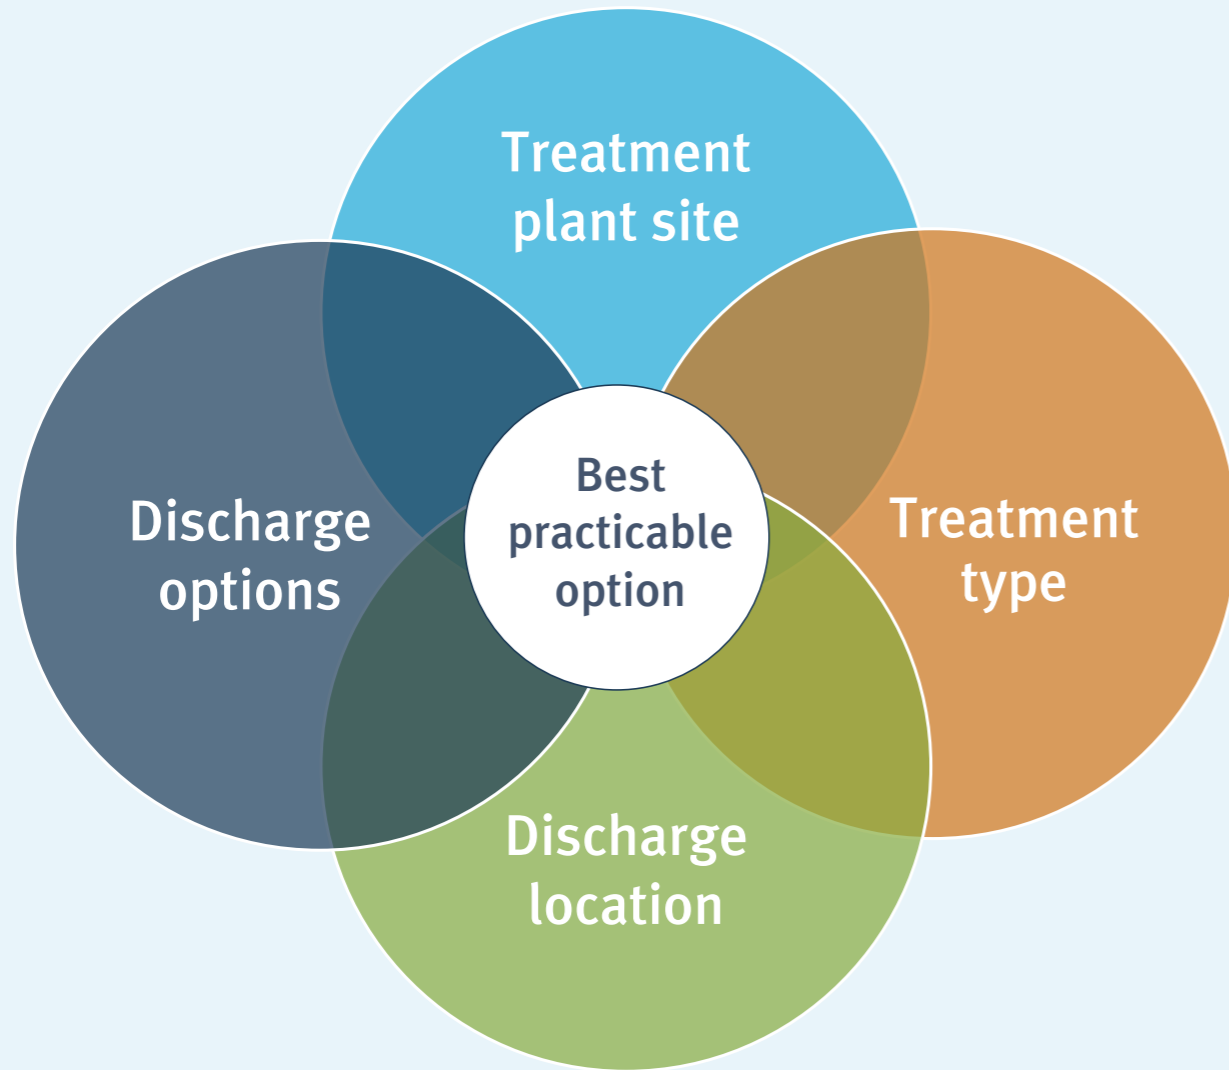 Treatment
plant site
Discharge
options
Best
practicable
option
Treatment
type
Discharge
location